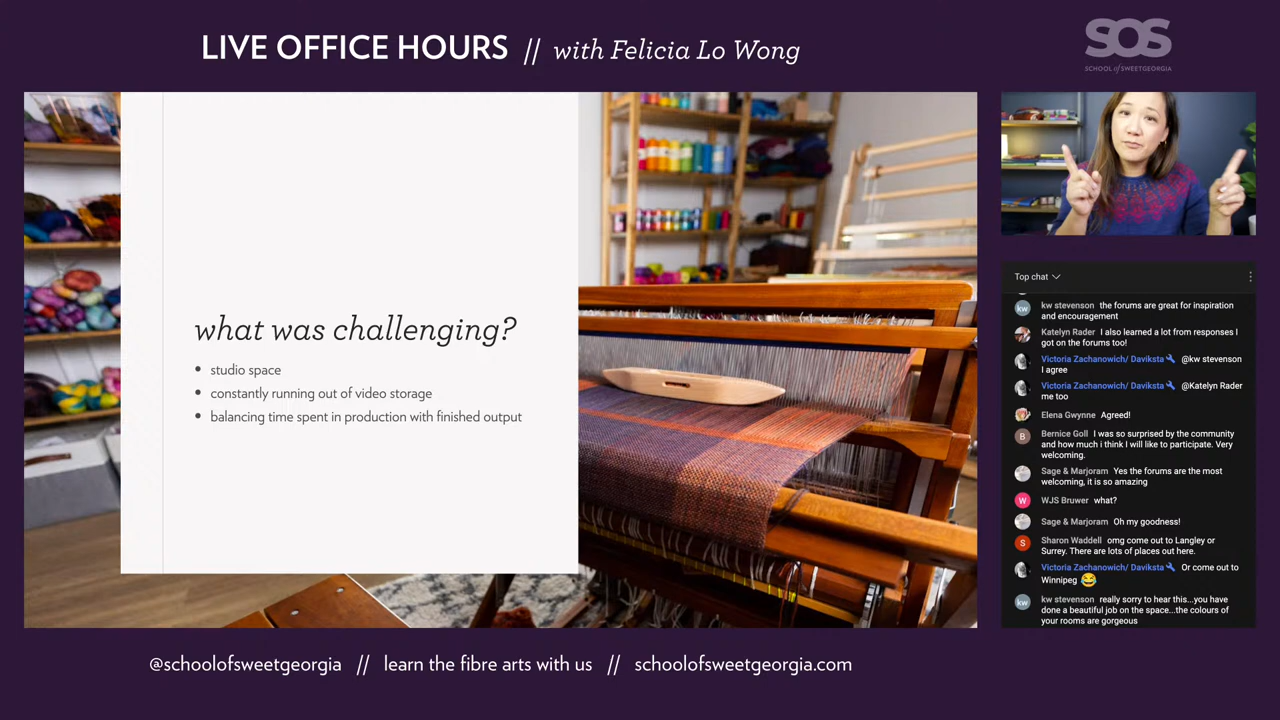 LIVE OFFICE HOURS // with Felicia Lo Wong
SOS
SCHOOL of SWEETGEORGIA
what was challenging?
• studio space
• constantly running out of video storage
• balancing time spent in production with finished output
Top chat
kw
kw stevenson the forums are great for inspiration
and encouragement
Katelyn Rader I also learned a lot from responses I
got on the forums too!
Victoria Zachanowich/ Daviksta @kw stevenson
I agree
Victoria Zachanowich/ Daviksta @Katelyn Rader
me too
Elena Gwynne Agreed!
B
Bernice Goll I was so surprised by the community
and how much i think I will like to participate. Very
welcoming.
Sage & Marjoram Yes the forums are the most
welcoming, it is so amazing
W
WJS Bruwer what?
Sage & Marjoram Oh my goodness!
S
Sharon Waddell omg come out to Langley or
Surrey. There are lots of places out here.
Victoria Zachanowich/ Daviksta Or come out to
Winnipeg 😂
kw
kw stevenson really sorry to hear this...you have
done a beautiful job on the space...the colours of
your rooms are gorgeous
@schoolofsweetgeorgia // learn the fibre arts with us // schoolofsweetgeorgia.com